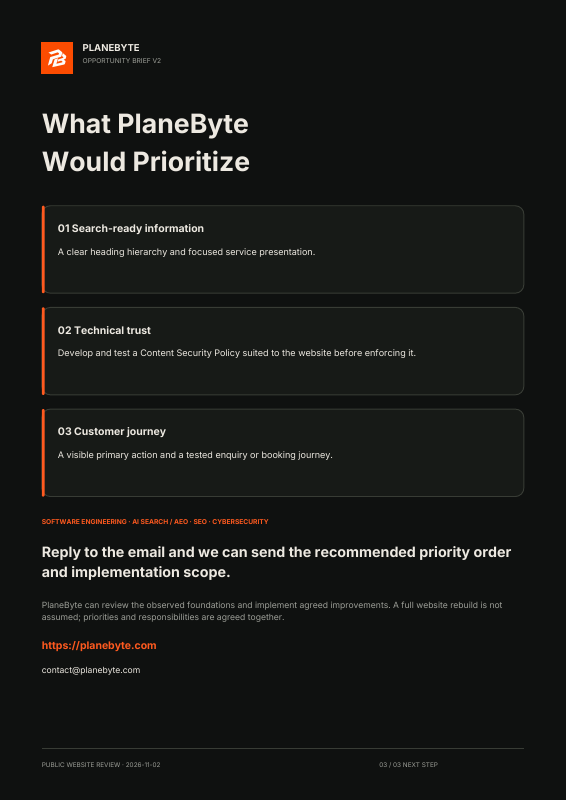 PLANEBYTE
OPPORTUNITY BRIEF V2
What PlaneByte
Would Prioritize
01 Search-ready information
A clear heading hierarchy and focused service presentation.
02 Technical trust
Develop and test a Content Security Policy suited to the website before enforcing it.
03 Customer journey
A visible primary action and a tested enquiry or booking journey.
SOFTWARE ENGINEERING · AI SEARCH / AEO · SEO · CYBERSECURITY
Reply to the email and we can send the recommended priority order
and implementation scope.
PlaneByte can review the observed foundations and implement agreed improvements. A full website rebuild is not
assumed; priorities and responsibilities are agreed together.
https://planebyte.com
contact@planebyte.com
PUBLIC WEBSITE REVIEW · 2026-11-02
03 / 03 NEXT STEP